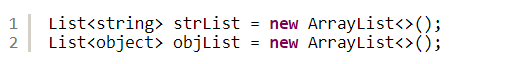 1 List<string> strList = new ArrayList<>();
2 List<object> objList = new ArrayList<>();